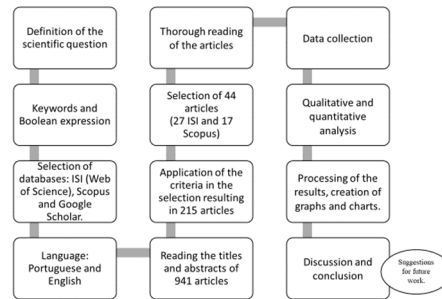 Definition of the
scientific question
Keywords and
Boolean expression
Selection of
databases: ISI (Web
of Science), Scopus
and Google
Scholar.
Language:
Portuguese and
English
Reading the titles
and abstracts of
941 articles
Application of the
criteria in the
selection resulting
in 215 articles
Selection of 44
articles
(27 ISI and 17
Scopus)
Thorough reading
of the articles
Data collection
Qualitative and
quantitative
analysis
Processing of the
results, creation of
graphs and charts.
Discussion and
conclusion
Suggestions
for future
work.